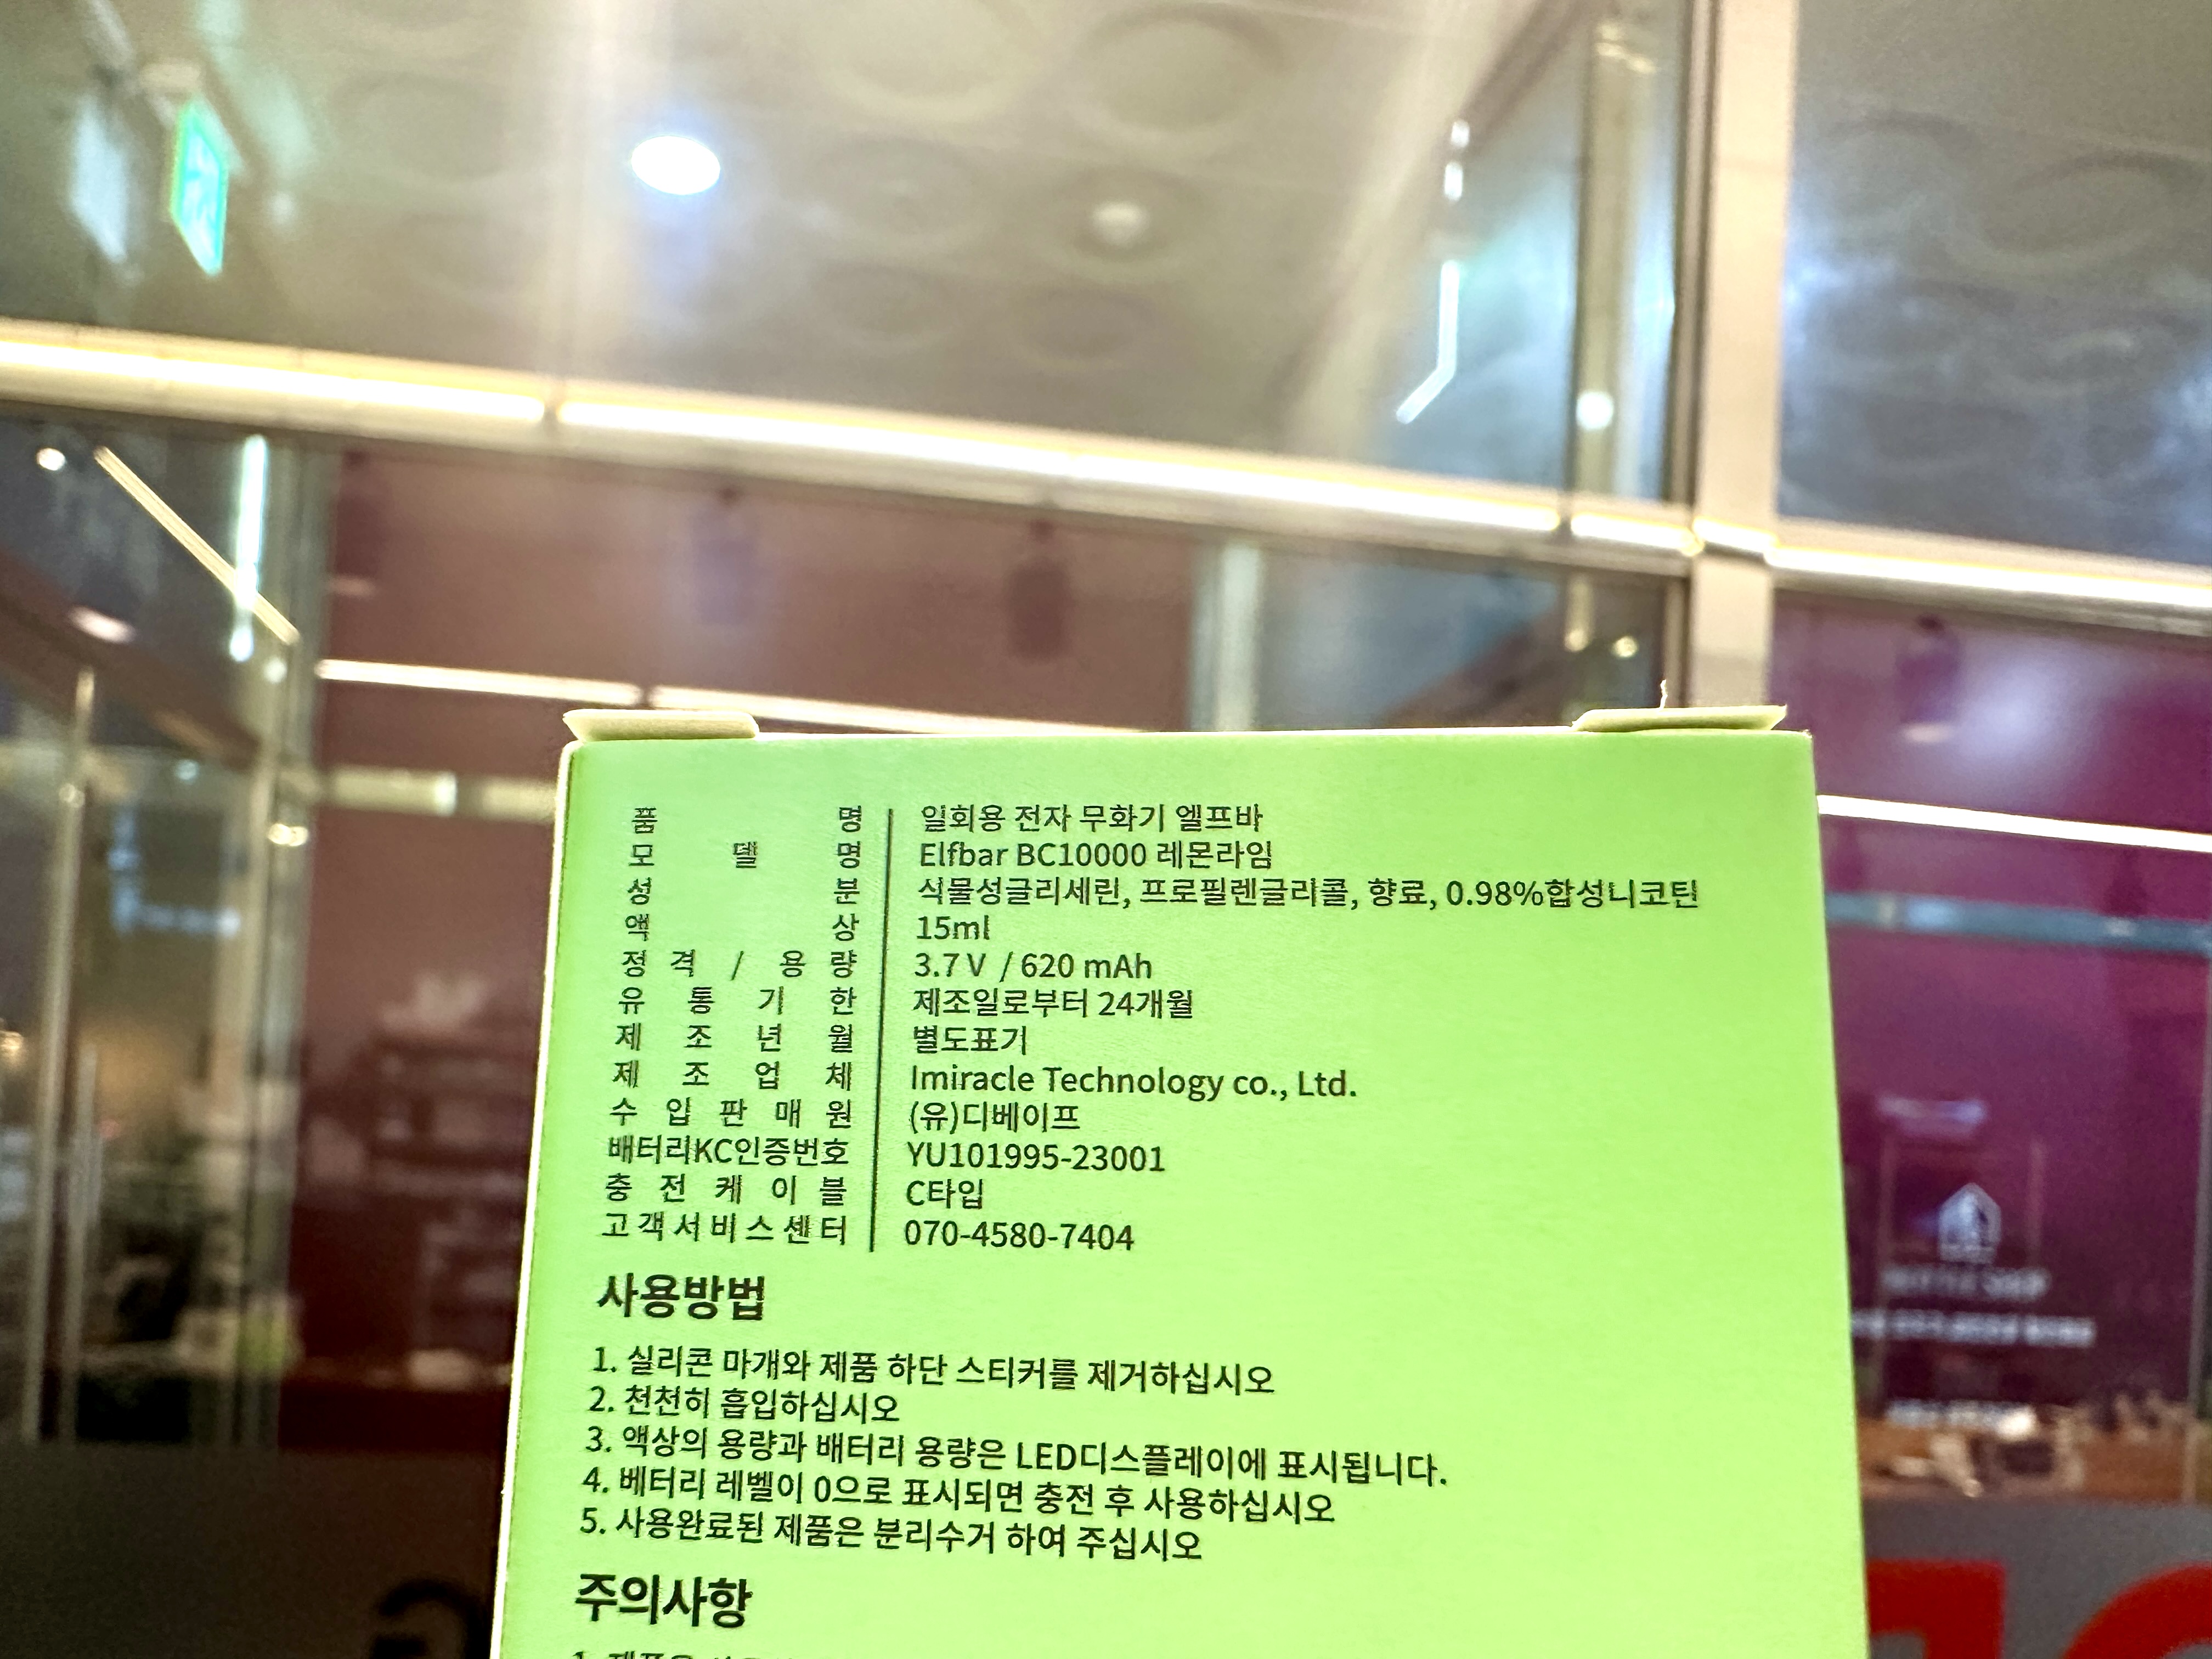 품명 일회용 전자 무화기 엘프바
모델명 Elfbar BC10000 레몬라임
성분 식물성글리세린, 프로필렌글리콜, 향료, 0.98%합성니코틴
액상 15ml
정격/용량 3.7 V / 620 mAh
유통기한 제조일로부터 24개월
제조년월 별도표기
제조업체 Imiracle Technology co., Ltd.
수입판매원 (유)디베이프
배터리KC인증번호 YU101995-23001
충전케이블 C타입
고객서비스센터 070-4580-7404
사용방법
1. 실리콘 마개와 제품 하단 스티커를 제거하십시오
2. 천천히 흡입하십시오
3. 액상의 용량과 배터리 용량은 LED디스플레이에 표시됩니다.
4. 베터리 레벨이 0으로 표시되면 충전 후 사용하십시오
5. 사용완료된 제품은 분리수거 하여 주십시오
주의사항